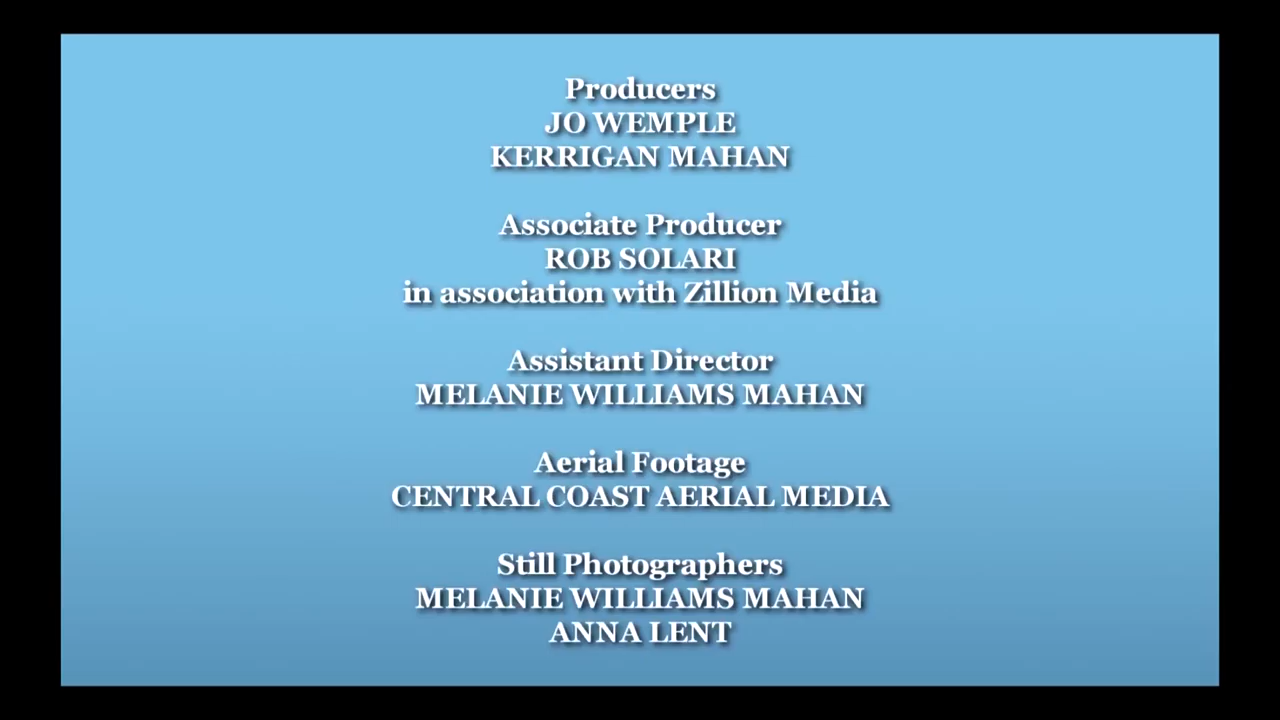 Producers
JO WEMPLE
KERRIGAN MAHAN
Associate Producer
ROB SOLARI
in association with Zillion Media
Assistant Director
MELANIE WILLIAMS MAHAN
Aerial Footage
CENTRAL COAST AERIAL MEDIA
Still Photographers
MELANIE WILLIAMS MAHAN
ANNA LENT